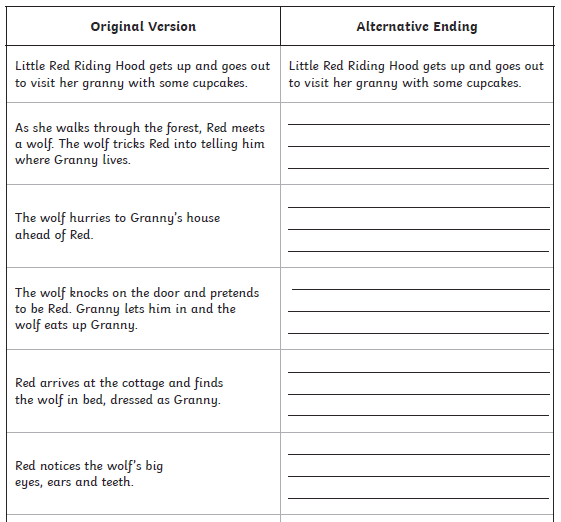 Original Version
Alternative Ending
Little Red Riding Hood gets up and goes out
to visit her granny with some cupcakes.
Little Red Riding Hood gets up and goes out
to visit her granny with some cupcakes.
As she walks through the forest, Red meets
a wolf. The wolf tricks Red into telling him
where Granny lives.
The wolf hurries to Granny's house
ahead of Red.
The wolf knocks on the door and pretends
to be Red. Granny lets him in and the
wolf eats up Granny.
Red arrives at the cottage and finds
the wolf in bed, dressed as Granny.
Red notices the wolf's big
eyes, ears and teeth.